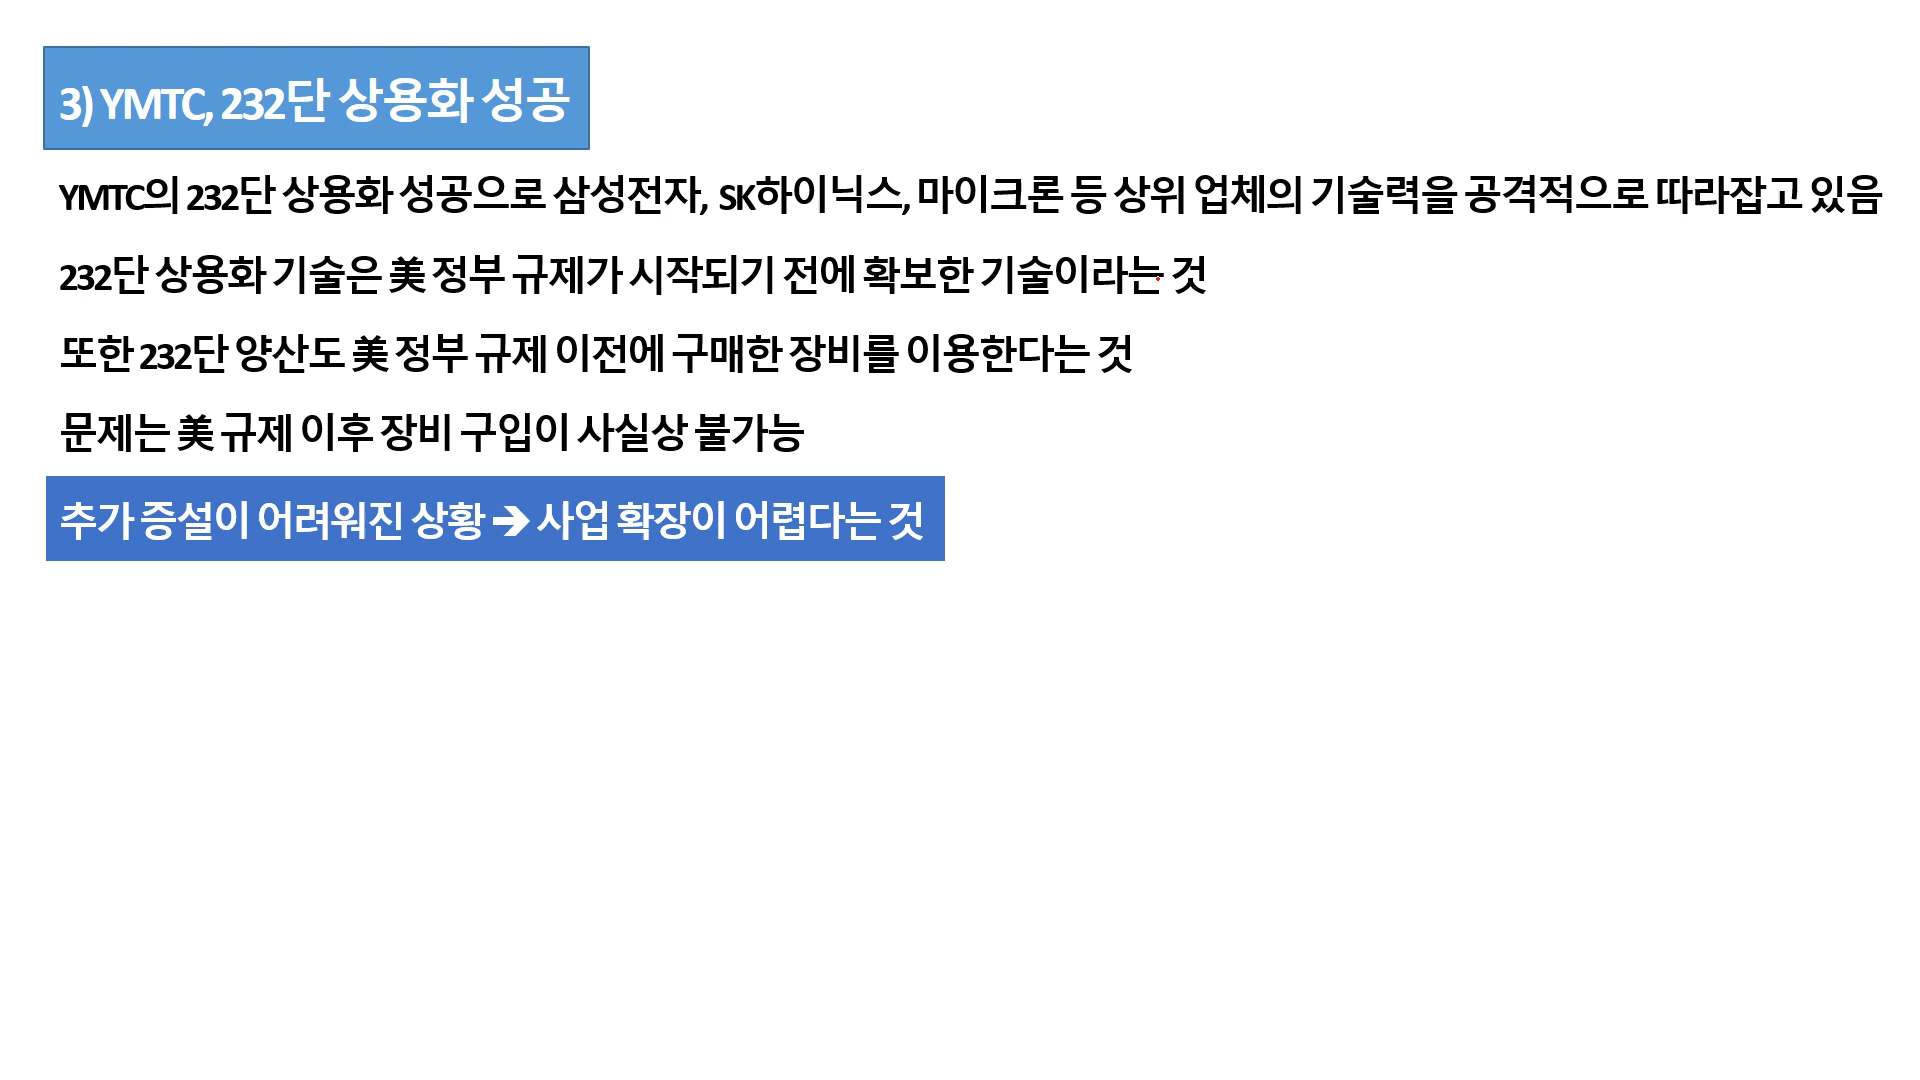 3) YMTC, 232단 상용화 성공
YMTC의 232단 상용화 성공으로 삼성전자, SK하이닉스, 마이크론 등 상위 업체의 기술력을 공격적으로 따라잡고 있음
232단 상용화 기술은 美 정부 규제가 시작되기 전에 확보한 기술이라는 것
또한 232단 양산도 美 정부 규제 이전에 구매한 장비를 이용한다는 것
문제는 美 규제 이후 장비 구입이 사실상 불가능
추가 증설이 어려워진 상황 ➔ 사업 확장이 어렵다는 것